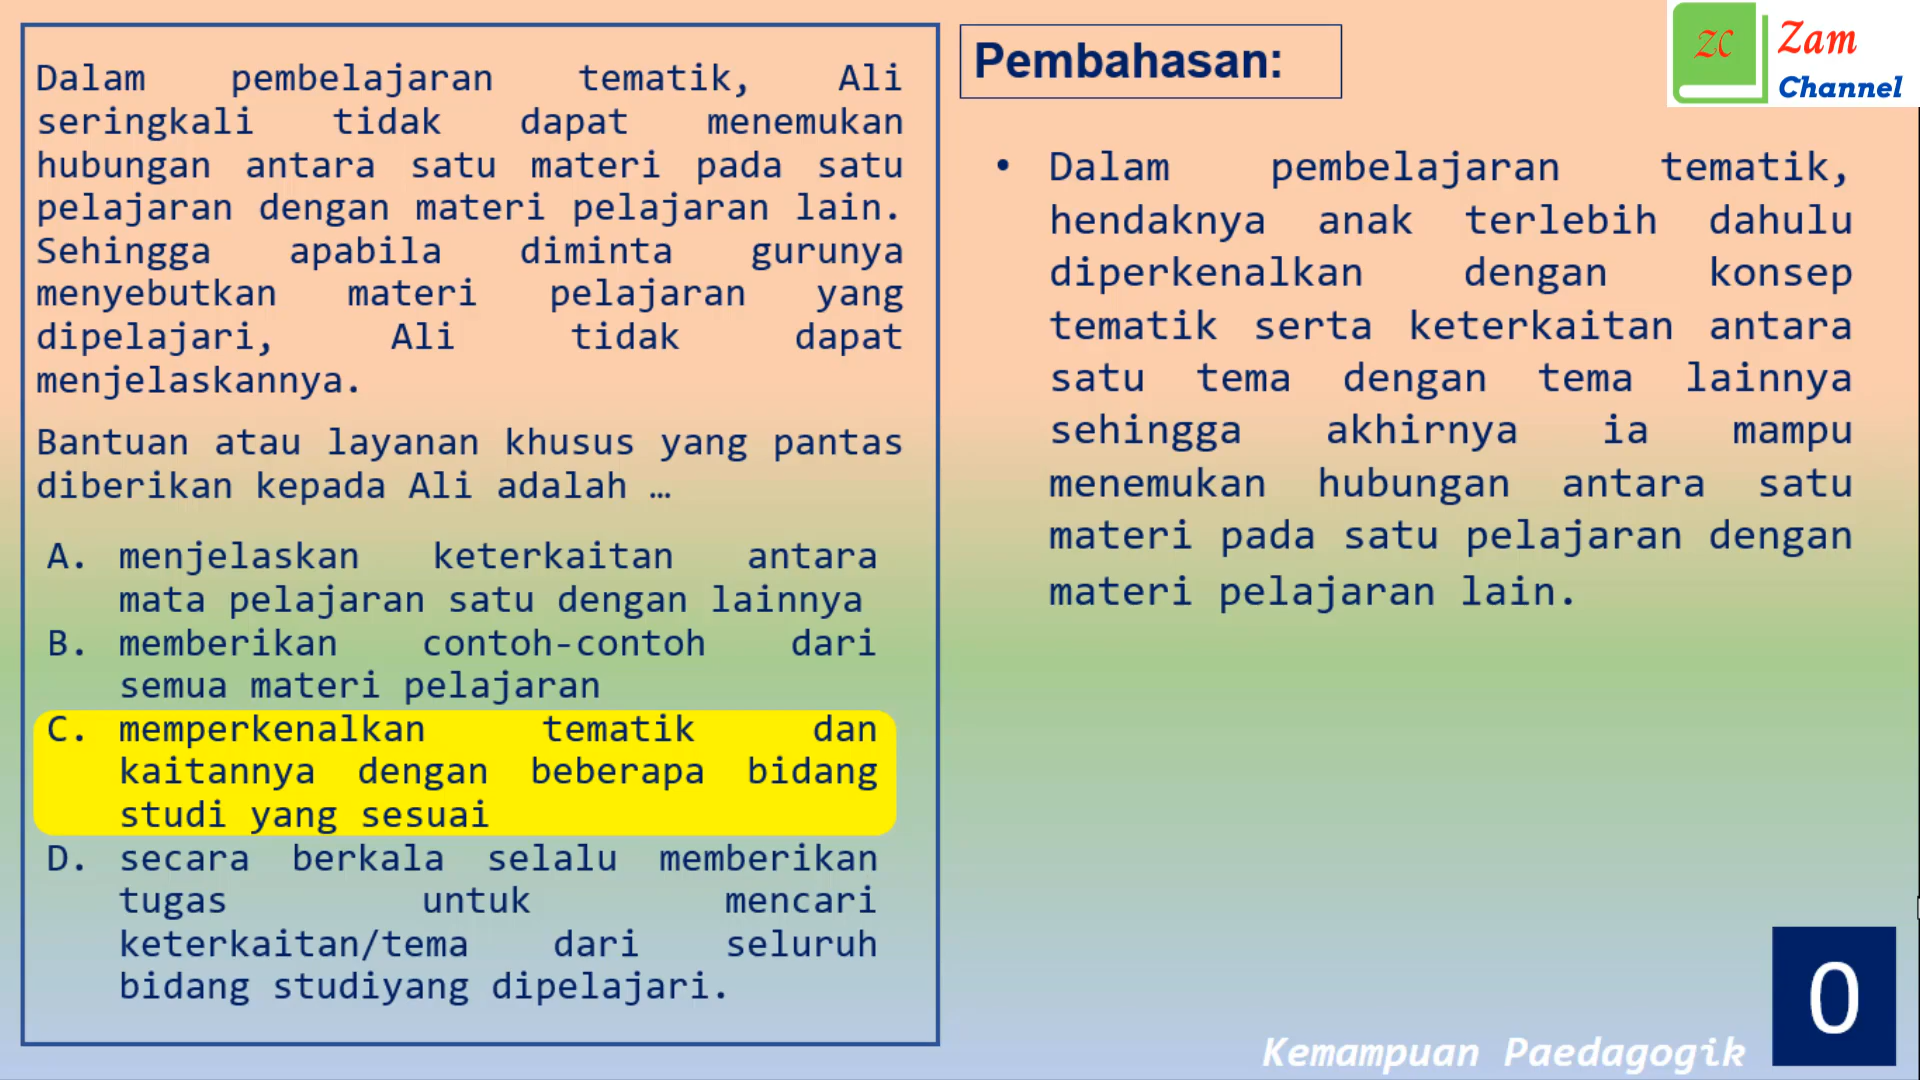 Dalam pembelajaran tematik, Ali
seringkali tidak dapat menemukan
hubungan antara satu materi pada satu
pelajaran dengan materi pelajaran lain.
Sehingga apabila diminta gurunya
menyebutkan materi pelajaran yang
dipelajari, Ali tidak dapat
menjelaskannya.
Bantuan atau layanan khusus yang pantas
diberikan kepada Ali adalah …
A. menjelaskan keterkaitan antara
mata pelajaran satu dengan lainnya
B. memberikan contoh-contoh dari
semua materi pelajaran
C. memperkenalkan tematik dan
kaitannya dengan beberapa bidang
studi yang sesuai
D. secara berkala selalu memberikan
tugas untuk mencari
keterkaitan/tema dari seluruh
bidang studiyang dipelajari.
Pembahasan:
ZC
Zam
Channel
• Dalam pembelajaran tematik,
hendaknya anak terlebih dahulu
diperkenalkan dengan konsep
tematik serta keterkaitan antara
satu tema dengan tema lainnya
sehingga akhirnya ia mampu
menemukan hubungan antara satu
materi pada satu pelajaran dengan
materi pelajaran lain.
0
Kemampuan Paedagogik